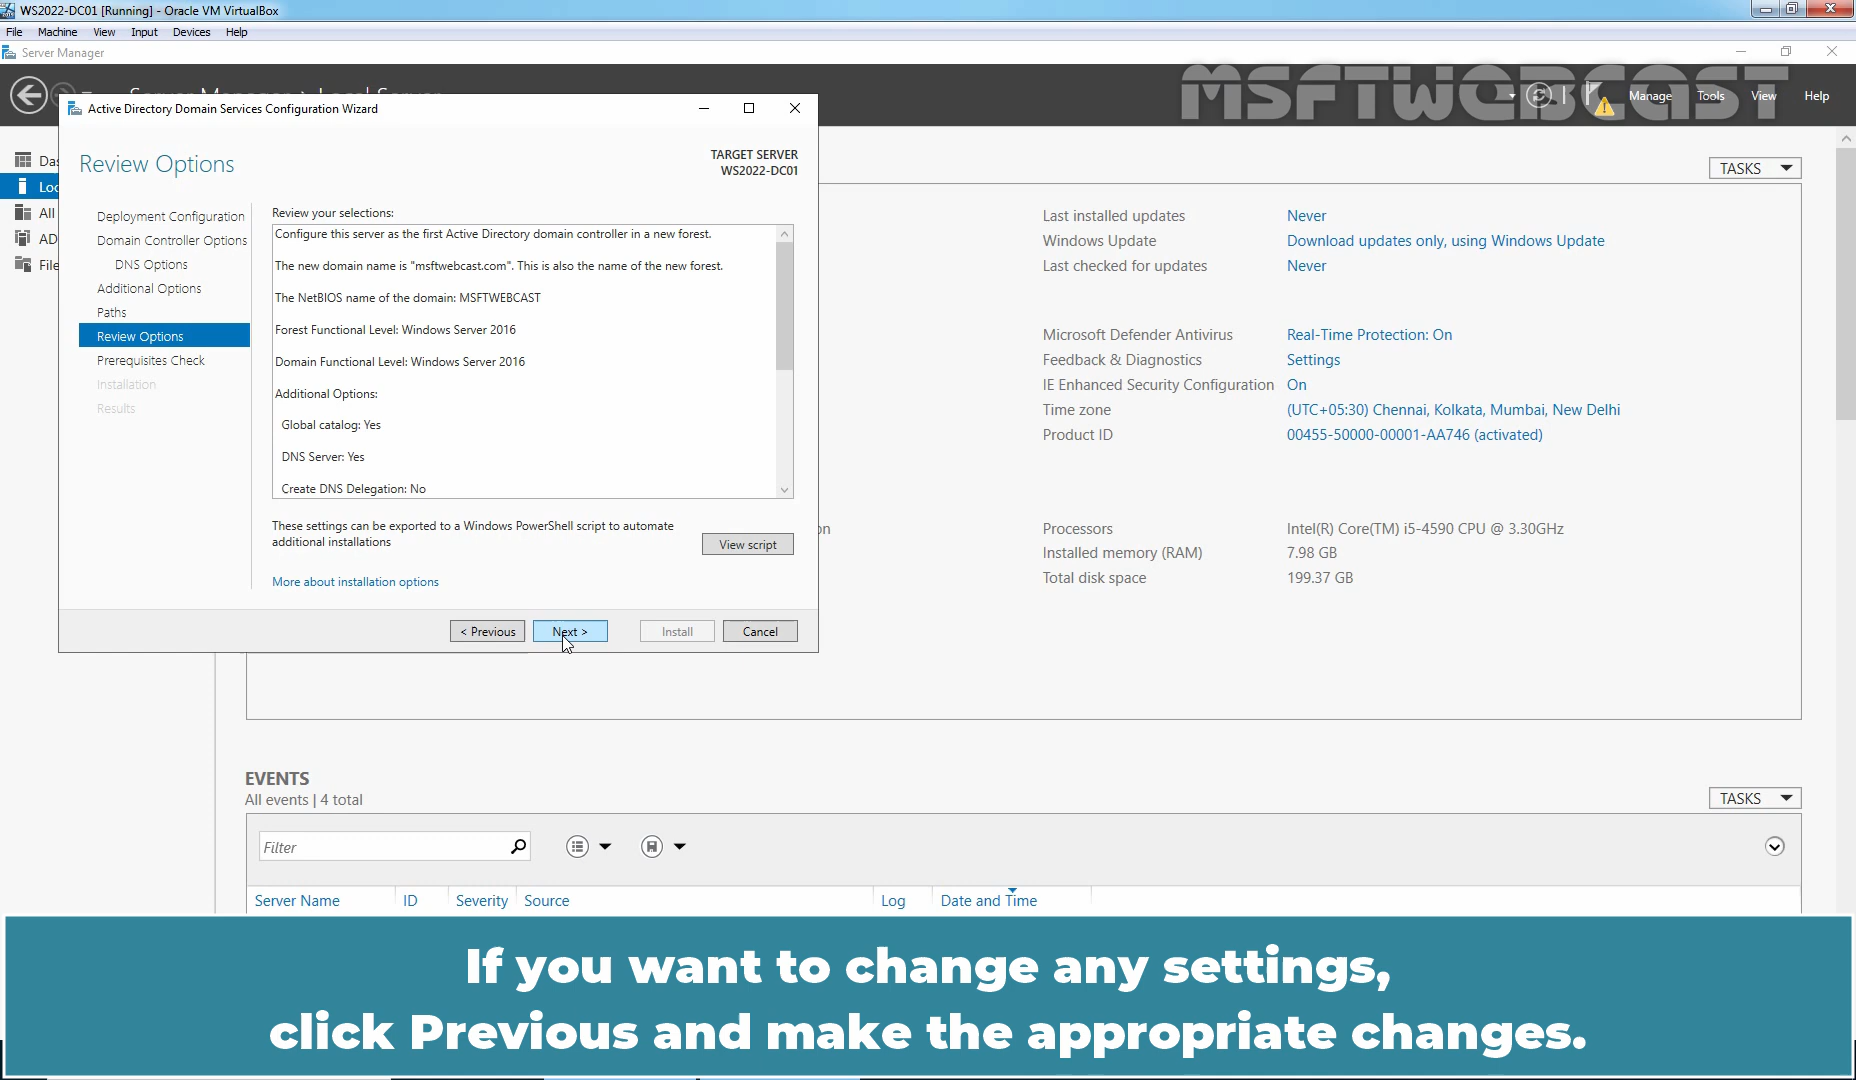 WS2022-DC01 [Running] - Oracle VM VirtualBox
File Machine View Input Devices Help
Server Manager
MSFTWEBCAST
Manage Tools View Help
Active Directory Domain Services Configuration Wizard
Review Options
TARGET SERVER
WS2022-DC01
Deployment Configuration
Domain Controller Options
DNS Options
Additional Options
Paths
Review Options
Prerequisites Check
Installation
Results
Review your selections:
Configure this server as the first Active Directory domain controller in a new forest.
The new domain name is "msftwebcast.com". This is also the name of the new forest.
The NetBIOS name of the domain: MSFTWEBCAST
Forest Functional Level: Windows Server 2016
Domain Functional Level: Windows Server 2016
Additional Options:
Global catalog: Yes
DNS Server: Yes
Create DNS Delegation: No
These settings can be exported to a Windows PowerShell script to automate
additional installations
View script
More about installation options
< Previous
Next >
Install
Cancel
All
AD
TASKS
Last installed updates Never
Windows Update Download updates only, using Windows Update
Last checked for updates Never
Microsoft Defender Antivirus Real-Time Protection: On
Feedback & Diagnostics Settings
IE Enhanced Security Configuration On
Time zone (UTC+05:30) Chennai, Kolkata, Mumbai, New Delhi
Product ID 00455-50000-00001-AA746 (activated)
Processors Intel(R) Core(TM) i5-4590 CPU @ 3.30GHz
Installed memory (RAM) 7.98 GB
Total disk space 199.37 GB
EVENTS
All events | 4 total
TASKS
Filter
Server Name ID Severity Source Log Date and Time
If you want to change any settings,
click Previous and make the appropriate changes.